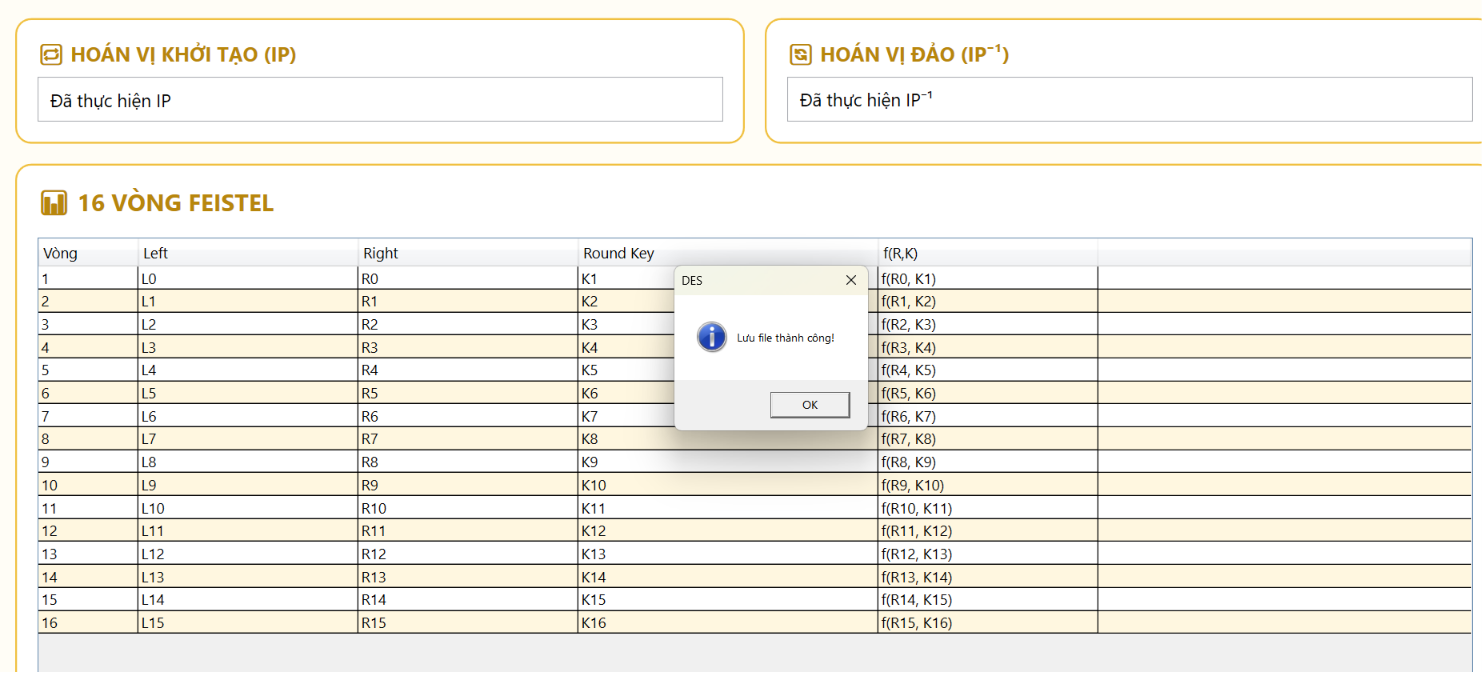 HOÁN VỊ KHỞI TẠO (IP)
Đã thực hiện IP
HOÁN VỊ ĐẢO (IP⁻¹)
Đã thực hiện IP⁻¹
16 VÒNG FEISTEL
Vòng Left Right Round Key f(R,K)
1 L0 R0 K1 f(R0, K1)
2 L1 R1 K2 f(R1, K2)
3 L2 R2 K3 f(R2, K3)
4 L3 R3 K4 f(R3, K4)
5 L4 R4 K5 f(R4, K5)
6 L5 R5 K6 f(R5, K6)
7 L6 R6 K7 f(R6, K7)
8 L7 R7 K8 f(R7, K8)
9 L8 R8 K9 f(R8, K9)
10 L9 R9 K10 f(R9, K10)
11 L10 R10 K11 f(R10, K11)
12 L11 R11 K12 f(R11, K12)
13 L12 R12 K13 f(R12, K13)
14 L13 R13 K14 f(R13, K14)
15 L14 R14 K15 f(R14, K15)
16 L15 R15 K16 f(R15, K16)
DES
Lưu file thành công!
OK